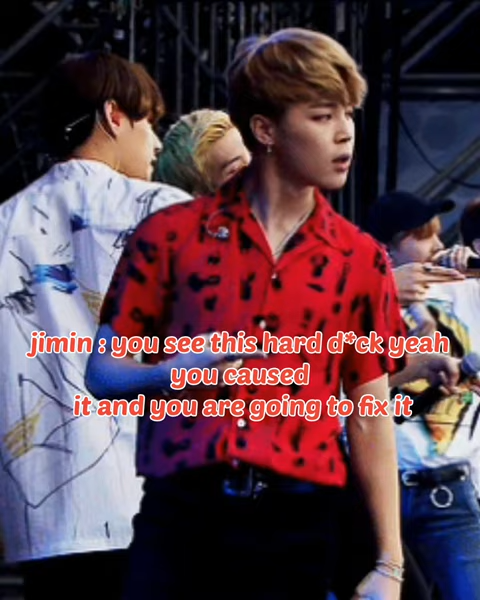 jimin : you see this hard d*ck yeah
you caused
it and you are going to fix it